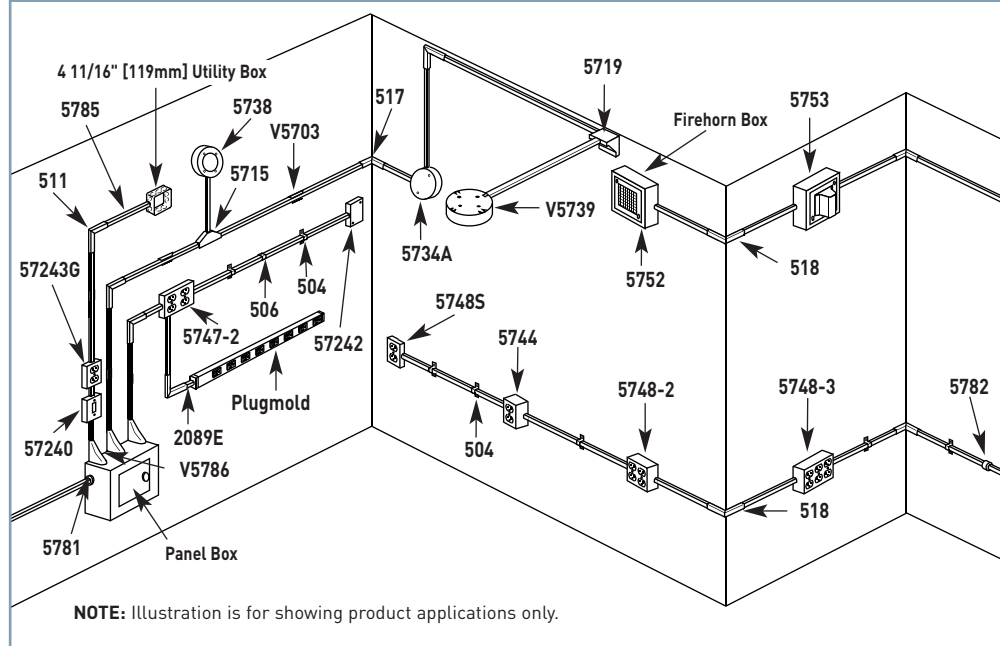 4 11/16" [119mm] Utility Box
5785
5738
V5703
517
5719
5753
Firehorn Box
511
5715
57243G
504
506
57242
5734A
V5739
5752
518
5747-2
5748S
5744
5748-2
5748-3
5782
Plugmold
2089E
57240
V5786
504
518
5781
Panel Box
NOTE: Illustration is for showing product applications only.